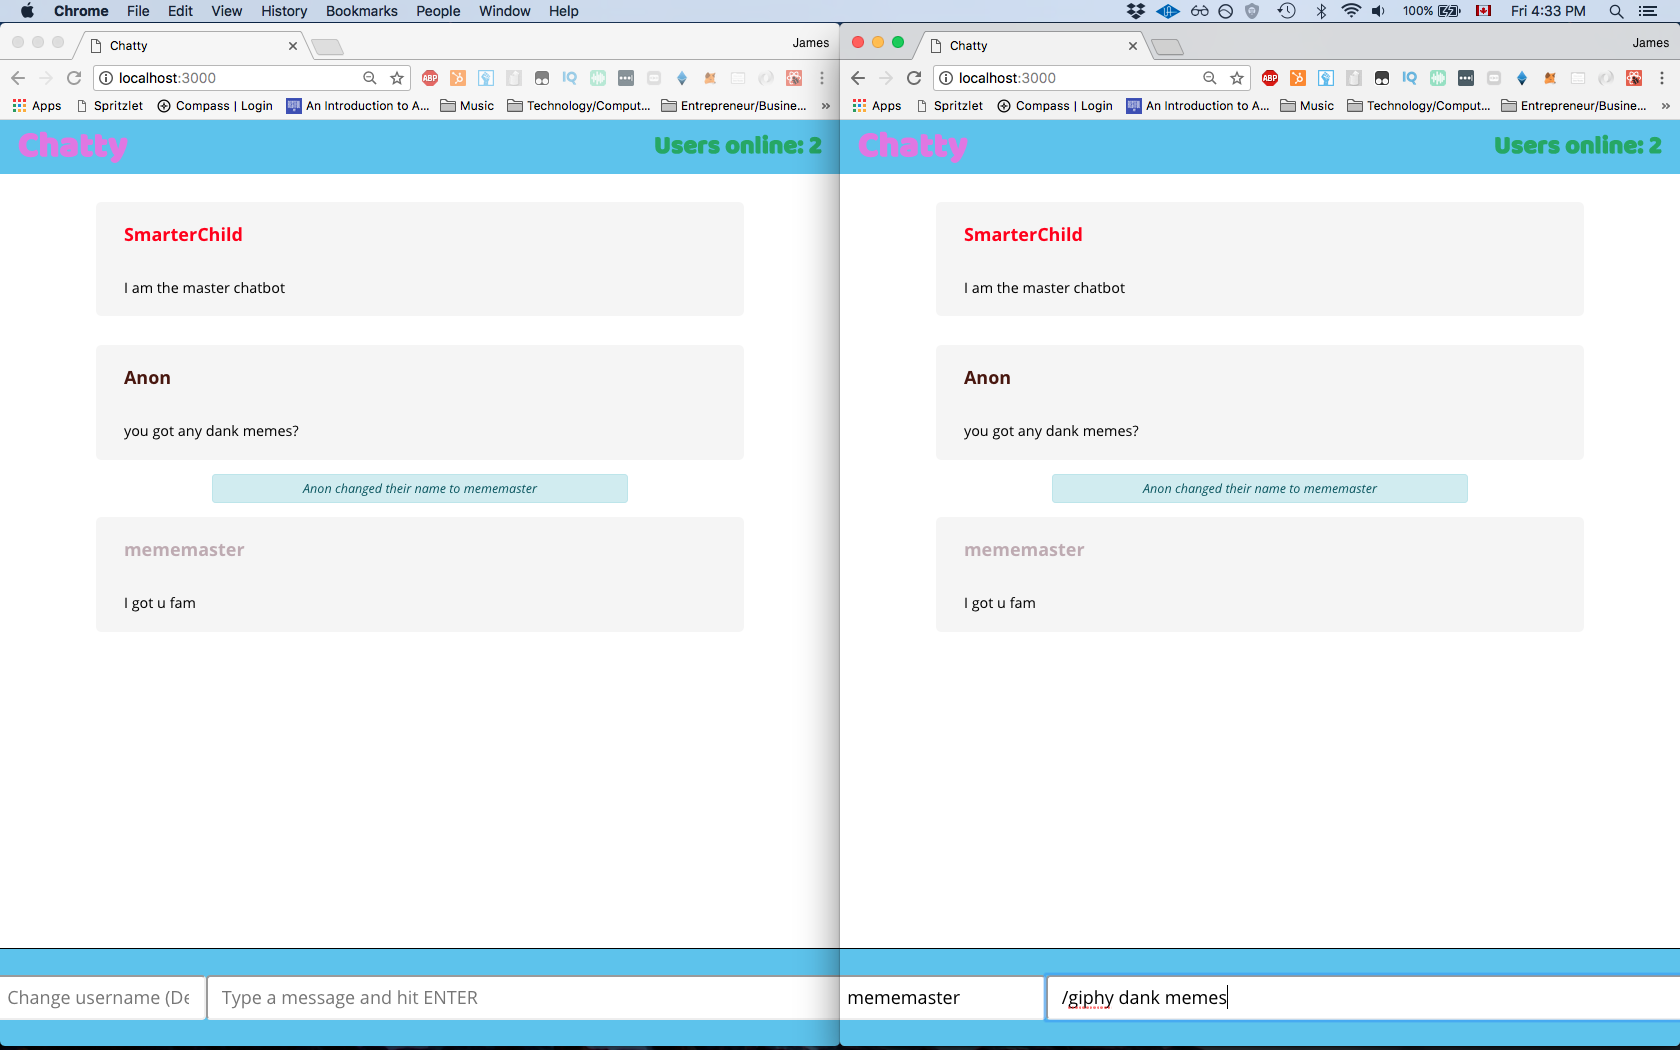 Chrome File Edit View History Bookmarks People Window Help 100% Fri 4:33 PM
Chatty James
localhost:3000
ABP IQ
Apps Spritzlet Compass | Login An Introduction to A... Music Technology/Comput... Entrepreneur/Busine... »
Chatty Users online: 2
SmarterChild
I am the master chatbot
Anon
you got any dank memes?
Anon changed their name to mememaster
mememaster
I got u fam
Change username (De
Type a message and hit ENTER
Chatty James
localhost:3000
ABP IQ
Apps Spritzlet Compass | Login An Introduction to A... Music Technology/Comput... Entrepreneur/Busine... »
Chatty Users online: 2
SmarterChild
I am the master chatbot
Anon
you got any dank memes?
Anon changed their name to mememaster
mememaster
I got u fam
mememaster
/giphy dank memes